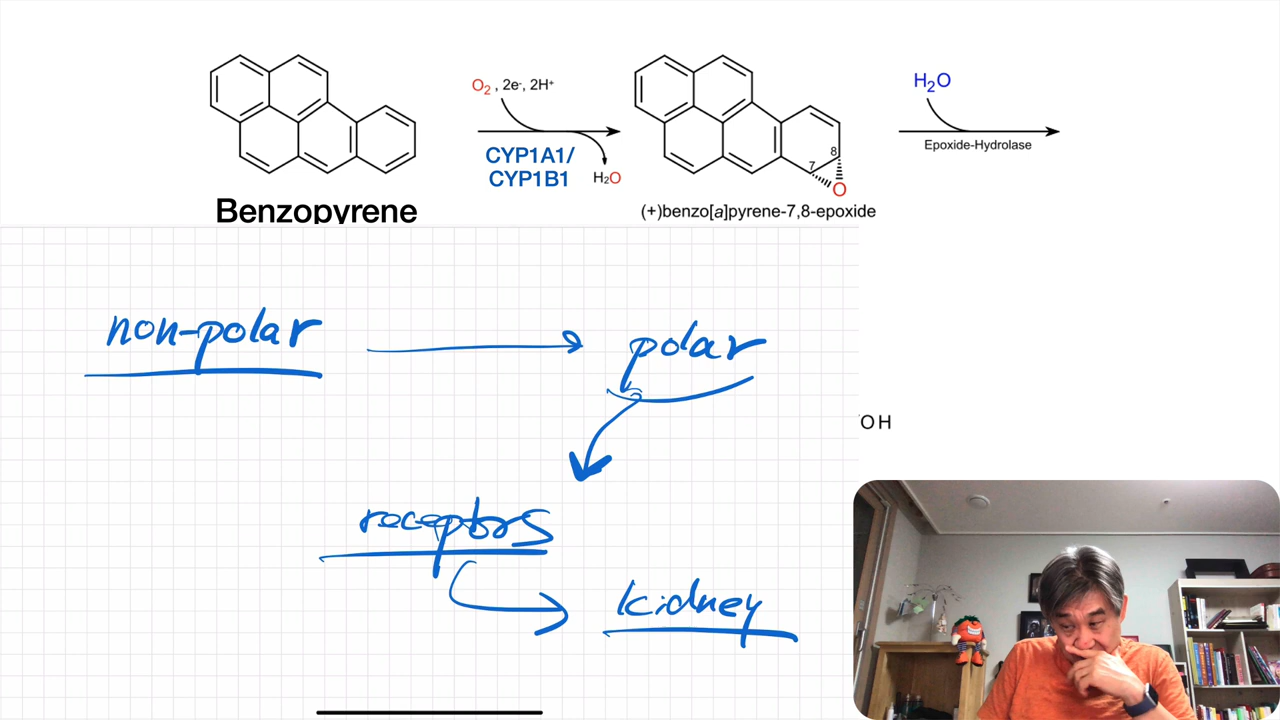 O2 , 2e-, 2H+
CYP1A1/
CYP1B1
H2O
Benzopyrene
8
7
O
(+)benzo[a]pyrene-7,8-epoxide
H2O
Epoxide-Hydrolase
non-polar
polar
OH
receptors
kidney